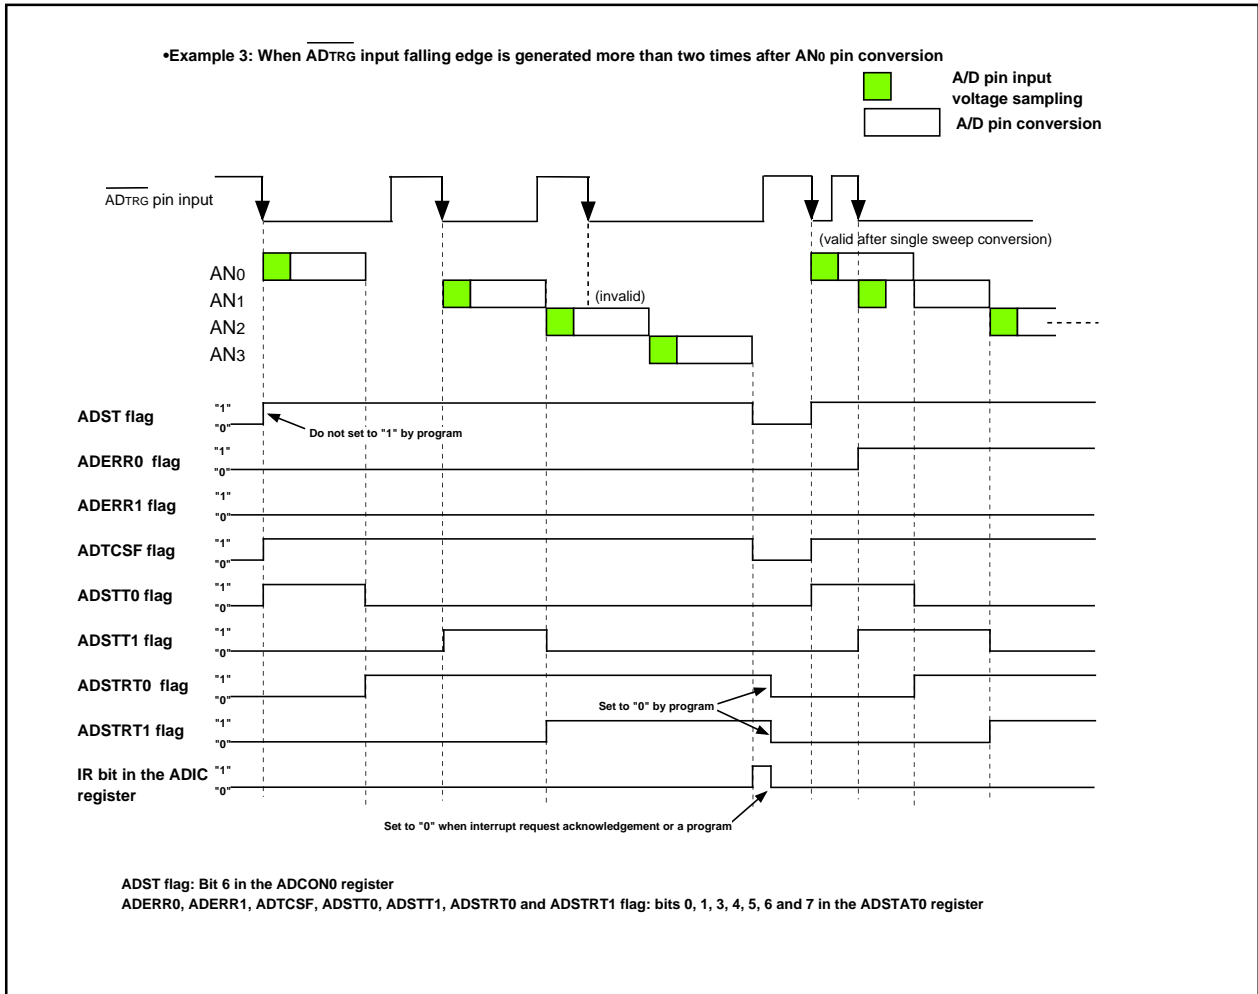 •Example 3: When ADTRG input falling edge is generated more than two times after AN0 pin conversion
A/D pin input
voltage sampling
A/D pin conversion
ADTRG pin input
(valid after single sweep conversion)
AN0
AN1
(invalid)
AN2
AN3
ADST flag
"1"
"0"
Do not set to "1" by program
ADERR0 flag
"1"
"0"
ADERR1 flag
"1"
"0"
ADTCSF flag
"1"
"0"
ADSTT0 flag
"1"
"0"
ADSTT1 flag
"1"
"0"
ADSTRT0 flag
"1"
"0"
Set to "0" by program
ADSTRT1 flag
"1"
"0"
IR bit in the ADIC
register
"1"
"0"
Set to "0" when interrupt request acknowledgement or a program
ADST flag: Bit 6 in the ADCON0 register
ADERR0, ADERR1, ADTCSF, ADSTT0, ADSTT1, ADSTRT0 and ADSTRT1 flag: bits 0, 1, 3, 4, 5, 6 and 7 in the ADSTAT0 register